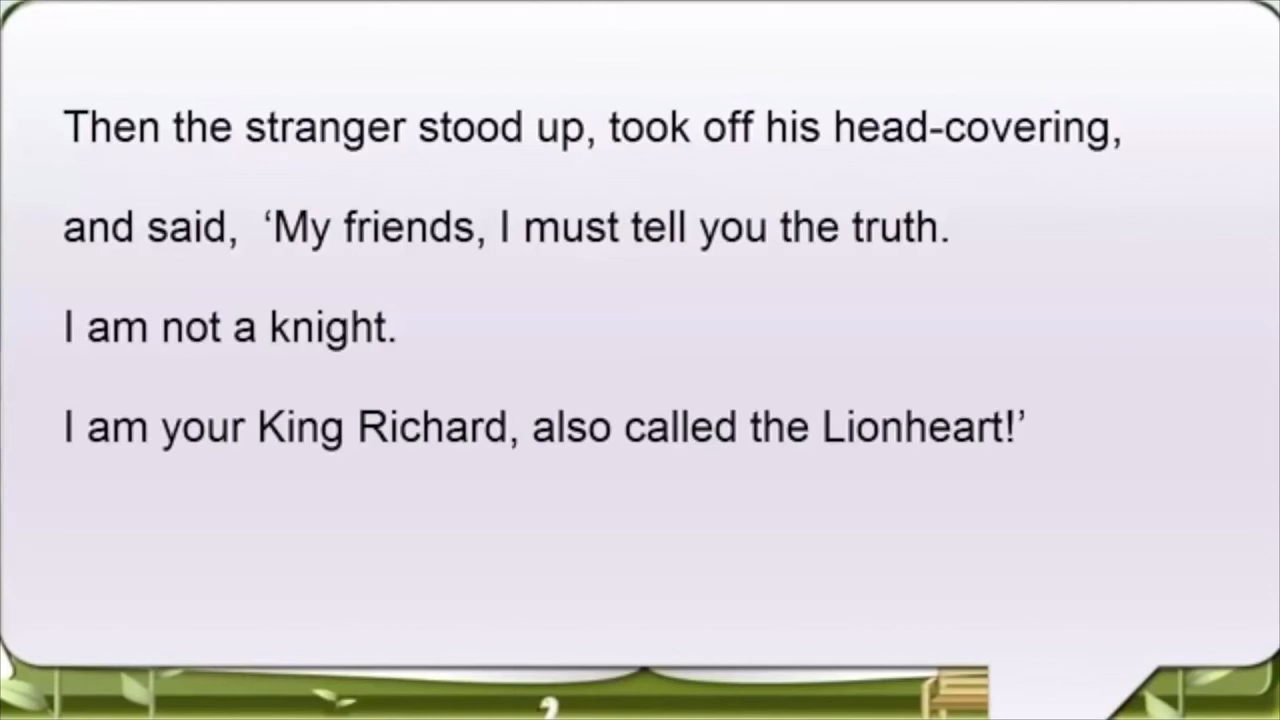 Then the stranger stood up, took off his head-covering,
and said,  ‘My friends, I must tell you the truth.
I am not a knight.
I am your King Richard, also called the Lionheart!’